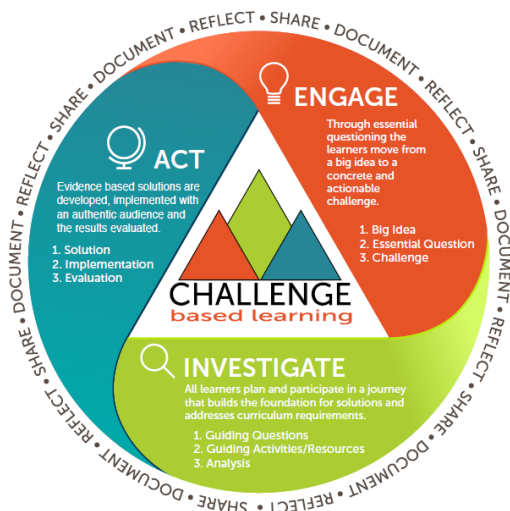 DOCUMENT • REFLECT • SHARE • DOCUMENT • REFLECT • SHARE • DOCUMENT • REFLECT • SHARE • DOCUMENT • REFLECT • SHARE • DOCUMENT • REFLECT • SHARE • DOCUMENT • REFLECT • SHARE •
ENGAGE
Through essential
questioning the
learners move from
a big idea to a
concrete and
actionable
challenge.
1. Big Idea
2. Essential Question
3. Challenge
ACT
Evidence based solutions are
developed, implemented with
an authentic audience and
the results evaluated.
1. Solution
2. Implementation
3. Evaluation
CHALLENGE
based learning
INVESTIGATE
All learners plan and participate in a journey
that builds the foundation for solutions and
addresses curriculum requirements.
1. Guiding Questions
2. Guiding Activities/Resources
3. Analysis